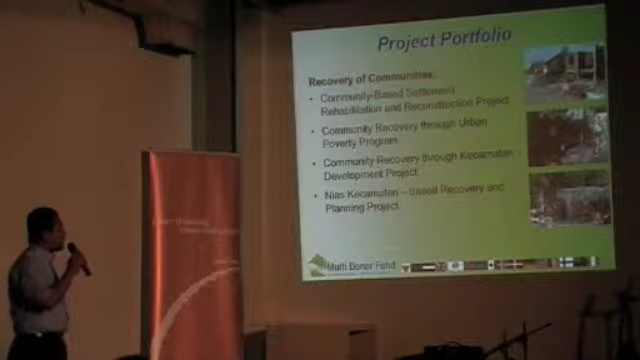 Project Portfolio
Recovery of Communities:
• Community-Based Settlement
Rehabilitation and Reconstruction Project
• Community Recovery through Urban
Poverty Program
• Community Recovery through Kecamatan
Development Project
• Nias Kecamatan – based Recovery and
Planning Project
Multi Donor Fund